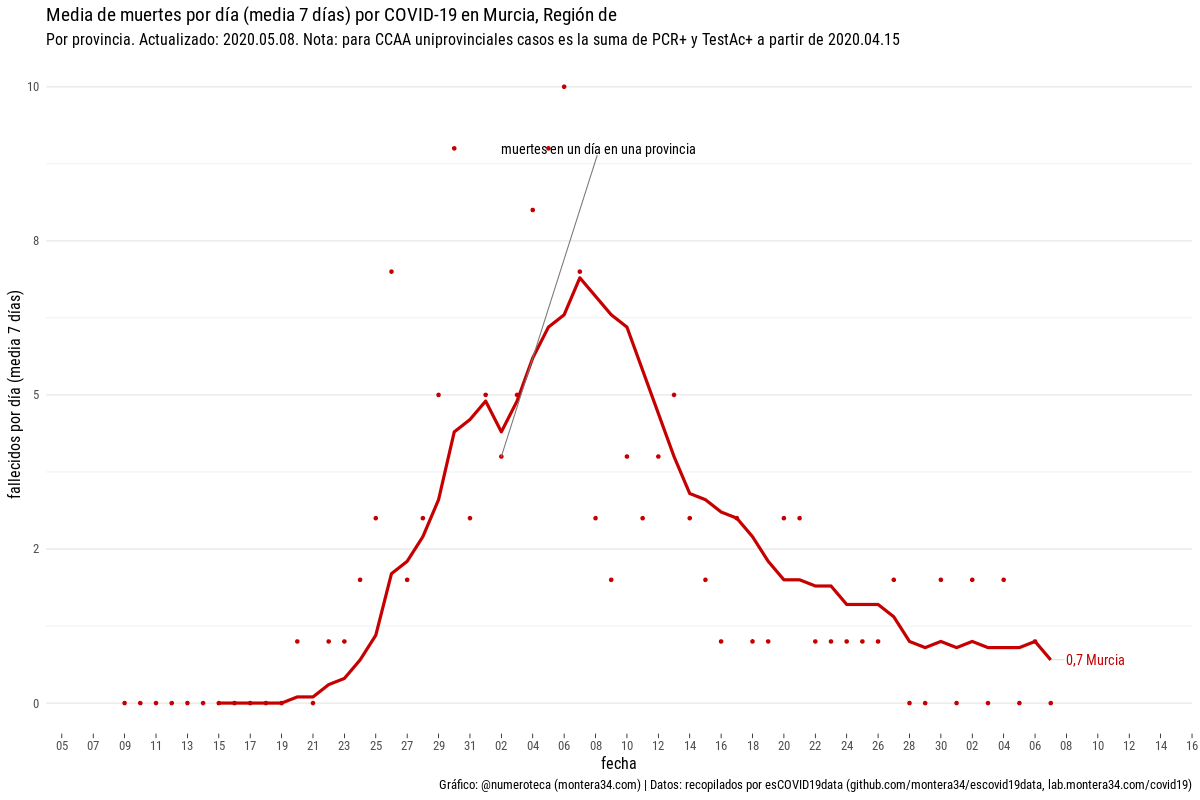 Media de muertes por día (media 7 días) por COVID-19 en Murcia, Región de
Por provincia. Actualizado: 2020.05.08. Nota: para CCAA uniprovinciales casos es la suma de PCR+ y TestAc+ a partir de 2020.04.15
fallecidos por día (media 7 días)
10
8
5
2
0
muertes en un día en una provincia
0,7 Murcia
05 07 09 11 13 15 17 19 21 23 25 27 29 31 02 04 06 08 10 12 14 16 18 20 22 24 26 28 30 02 04 06 08 10 12 14 16
fecha
Gráfico: @numeroteca (montera34.com) | Datos: recopilados por esCOVID19data (github.com/montera34/escovid19data, lab.montera34.com/covid19)